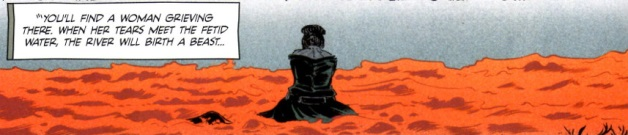 "'"YOU'LL FIND A WOMAN GRIEVING
THERE. WHEN HER TEARS MEET THE FETID
WATER, THE RIVER WILL BIRTH A BEAST...